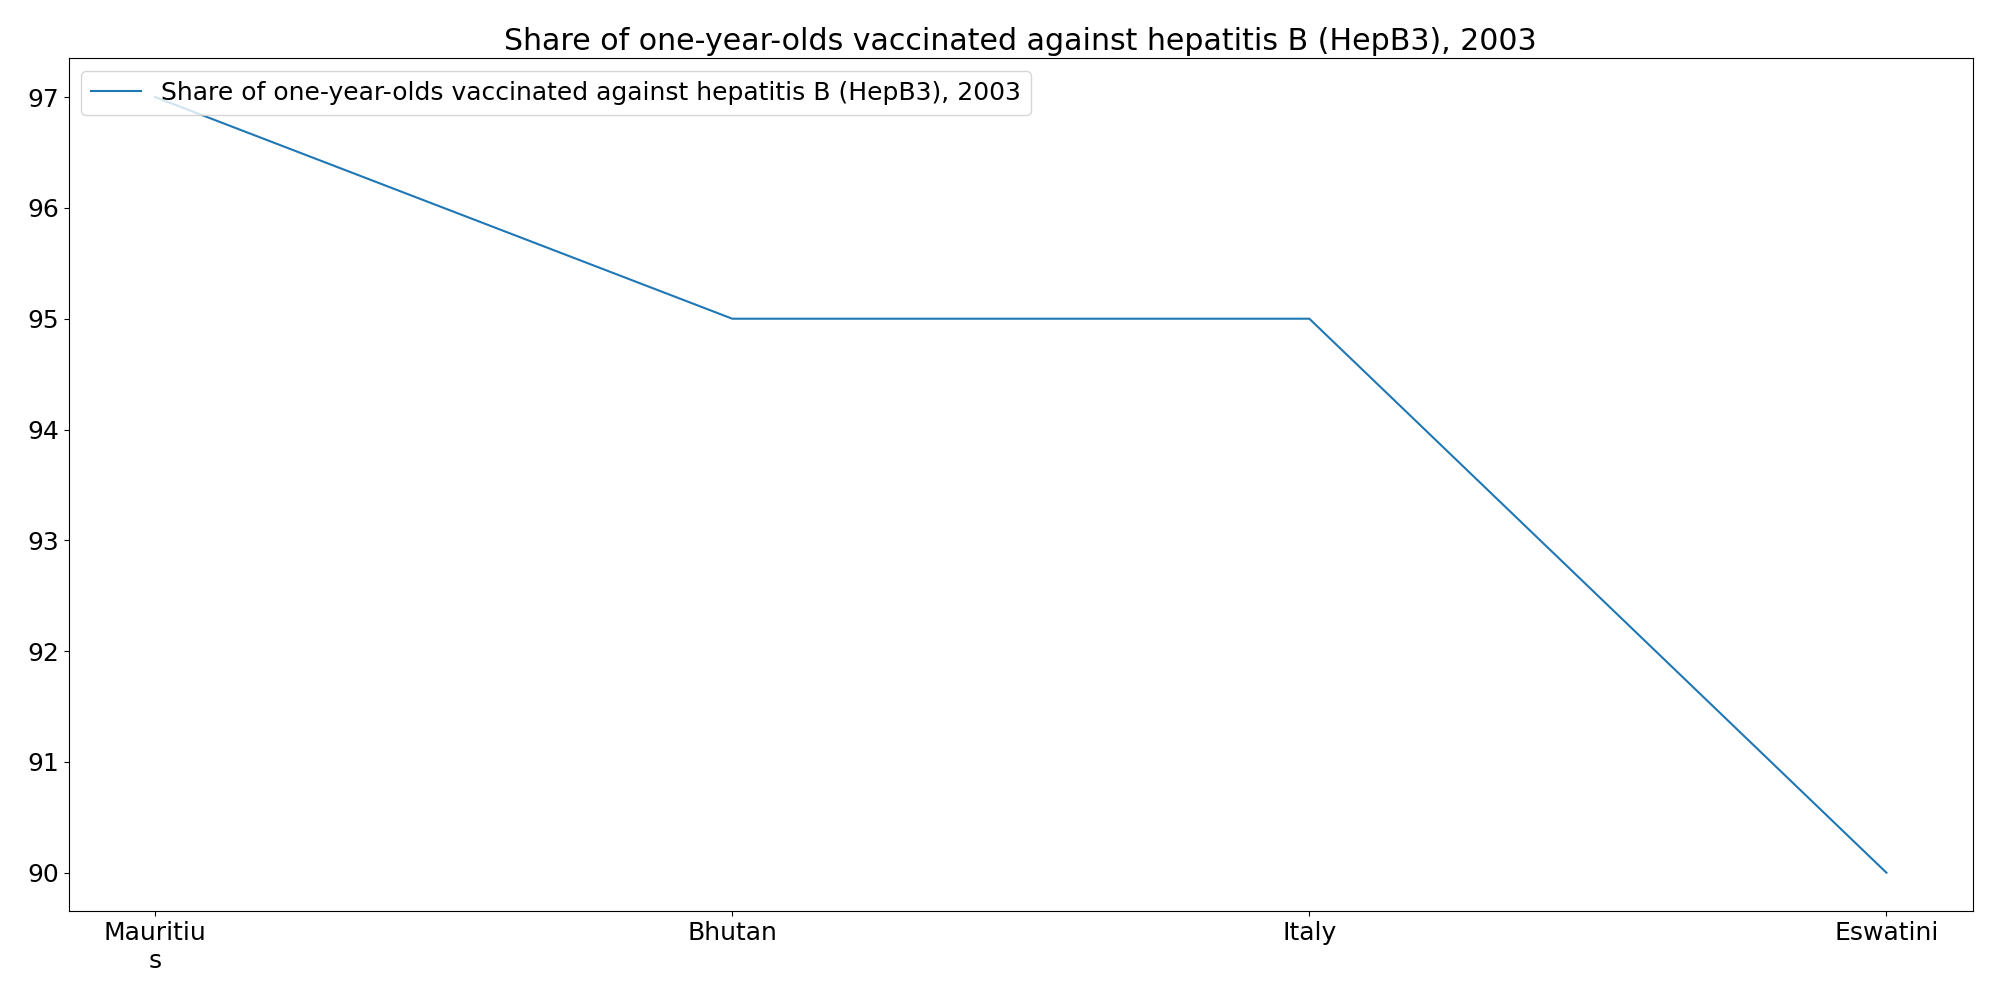 Share of one-year-olds vaccinated against hepatitis B (HepB3), 2003
Share of one-year-olds vaccinated against hepatitis B (HepB3), 2003
97
96
95
94
93
92
91
90
Mauritiu
s
Bhutan
Italy
Eswatini